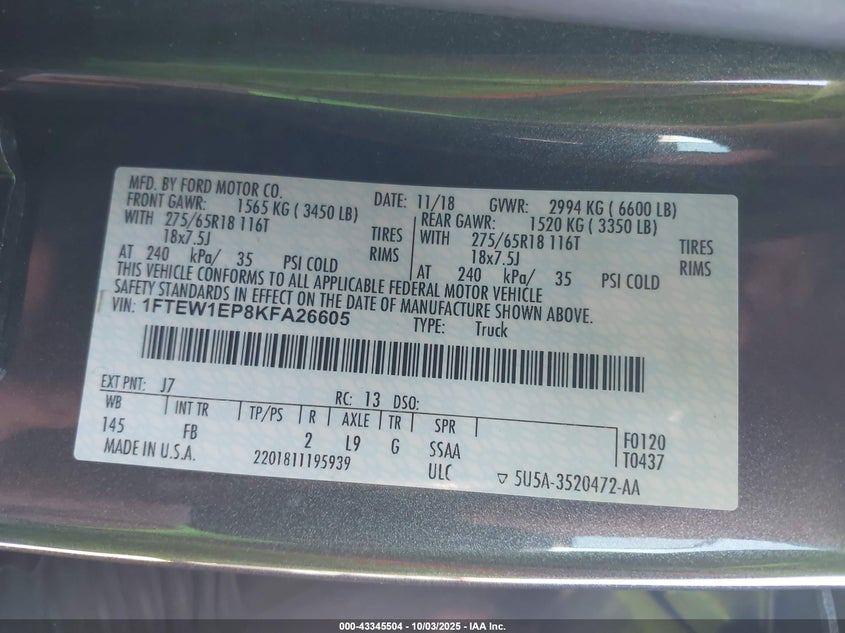 MFD. BY FORD MOTOR CO. DATE: 11/18 GVWR: 2994 KG ( 6600 LB)
FRONT GAWR: 1565 KG ( 3450 LB) REAR GAWR: 1520 KG ( 3350 LB)
WITH 275/65R18 116T TIRES WITH 275/65R18 116T TIRES
18x7.5J RIMS 18x7.5J RIMS
AT 240 kPa/ 35 PSI COLD AT 240 kPa/ 35 PSI COLD
THIS VEHICLE CONFORMS TO ALL APPLICABLE FEDERAL MOTOR VEHICLE
SAFETY STANDARDS IN EFFECT ON THE DATE OF MANUFACTURE SHOWN ABOVE.
VIN: 1FTEW1EP8KFA26605 TYPE: Truck
EXT PNT: J7 RC: 13 DSO:
WB INT TR TP/PS R AXLE TR SPR
145 FB 2 L9 G SSAA F0120
MADE IN U.S.A. 2201811195939 ULC T0437
▽ 5U5A-3520472-AA
000-43345504 - 10/03/2025 - IAA Inc.